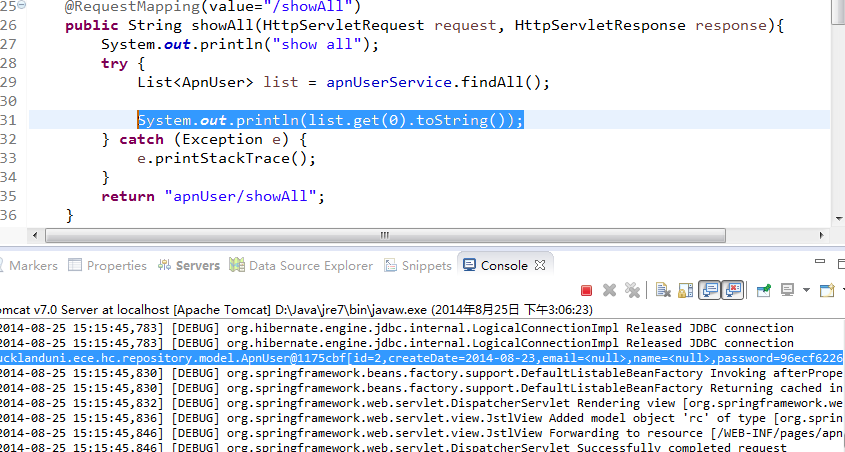 25 @RequestMapping(value="/showAll")
26 public String showAll(HttpServletRequest request, HttpServletResponse response){
27 System.out.println("show all");
28 try {
29 List<ApnUser> list = apnUserService.findAll();
30
31 System.out.println(list.get(0).toString());
32 } catch (Exception e) {
33 e.printStackTrace();
34 }
35 return "apnUser/showAll";
36 }
Markers Properties Servers Data Source Explorer Snippets Console
omcat v7.0 Server at localhost [Apache Tomcat] D:\Java\jre7\bin\javaw.exe (2014年8月25日 下午3:06:23)
2014-08-25 15:15:45,783] [DEBUG] org.hibernate.engine.jdbc.internal.LogicalConnectionImpl Released JDBC connection
2014-08-25 15:15:45,783] [DEBUG] org.hibernate.engine.jdbc.internal.LogicalConnectionImpl Released JDBC connection
ucklanduni.ece.hc.repository.model.ApnUser@1175cbf[id=2,createDate=2014-08-23,email=<null>,name=<null>,password=96ecf6226
2014-08-25 15:15:45,830] [DEBUG] org.springframework.beans.factory.support.DefaultListableBeanFactory Invoking afterPrope
2014-08-25 15:15:45,830] [DEBUG] org.springframework.beans.factory.support.DefaultListableBeanFactory Returning cached in
2014-08-25 15:15:45,832] [DEBUG] org.springframework.web.servlet.DispatcherServlet Rendering view [org.springframework.we
2014-08-25 15:15:45,836] [DEBUG] org.springframework.web.servlet.view.JstlView Added model object 'rc' of type [org.sprin
2014-08-25 15:15:45,846] [DEBUG] org.springframework.web.servlet.view.JstlView Forwarding to resource [/WEB-INF/pages/apn
2014-08-25 15:15:45,846] [DEBUG] org.springframework.web.servlet.DispatcherServlet Successfully completed request